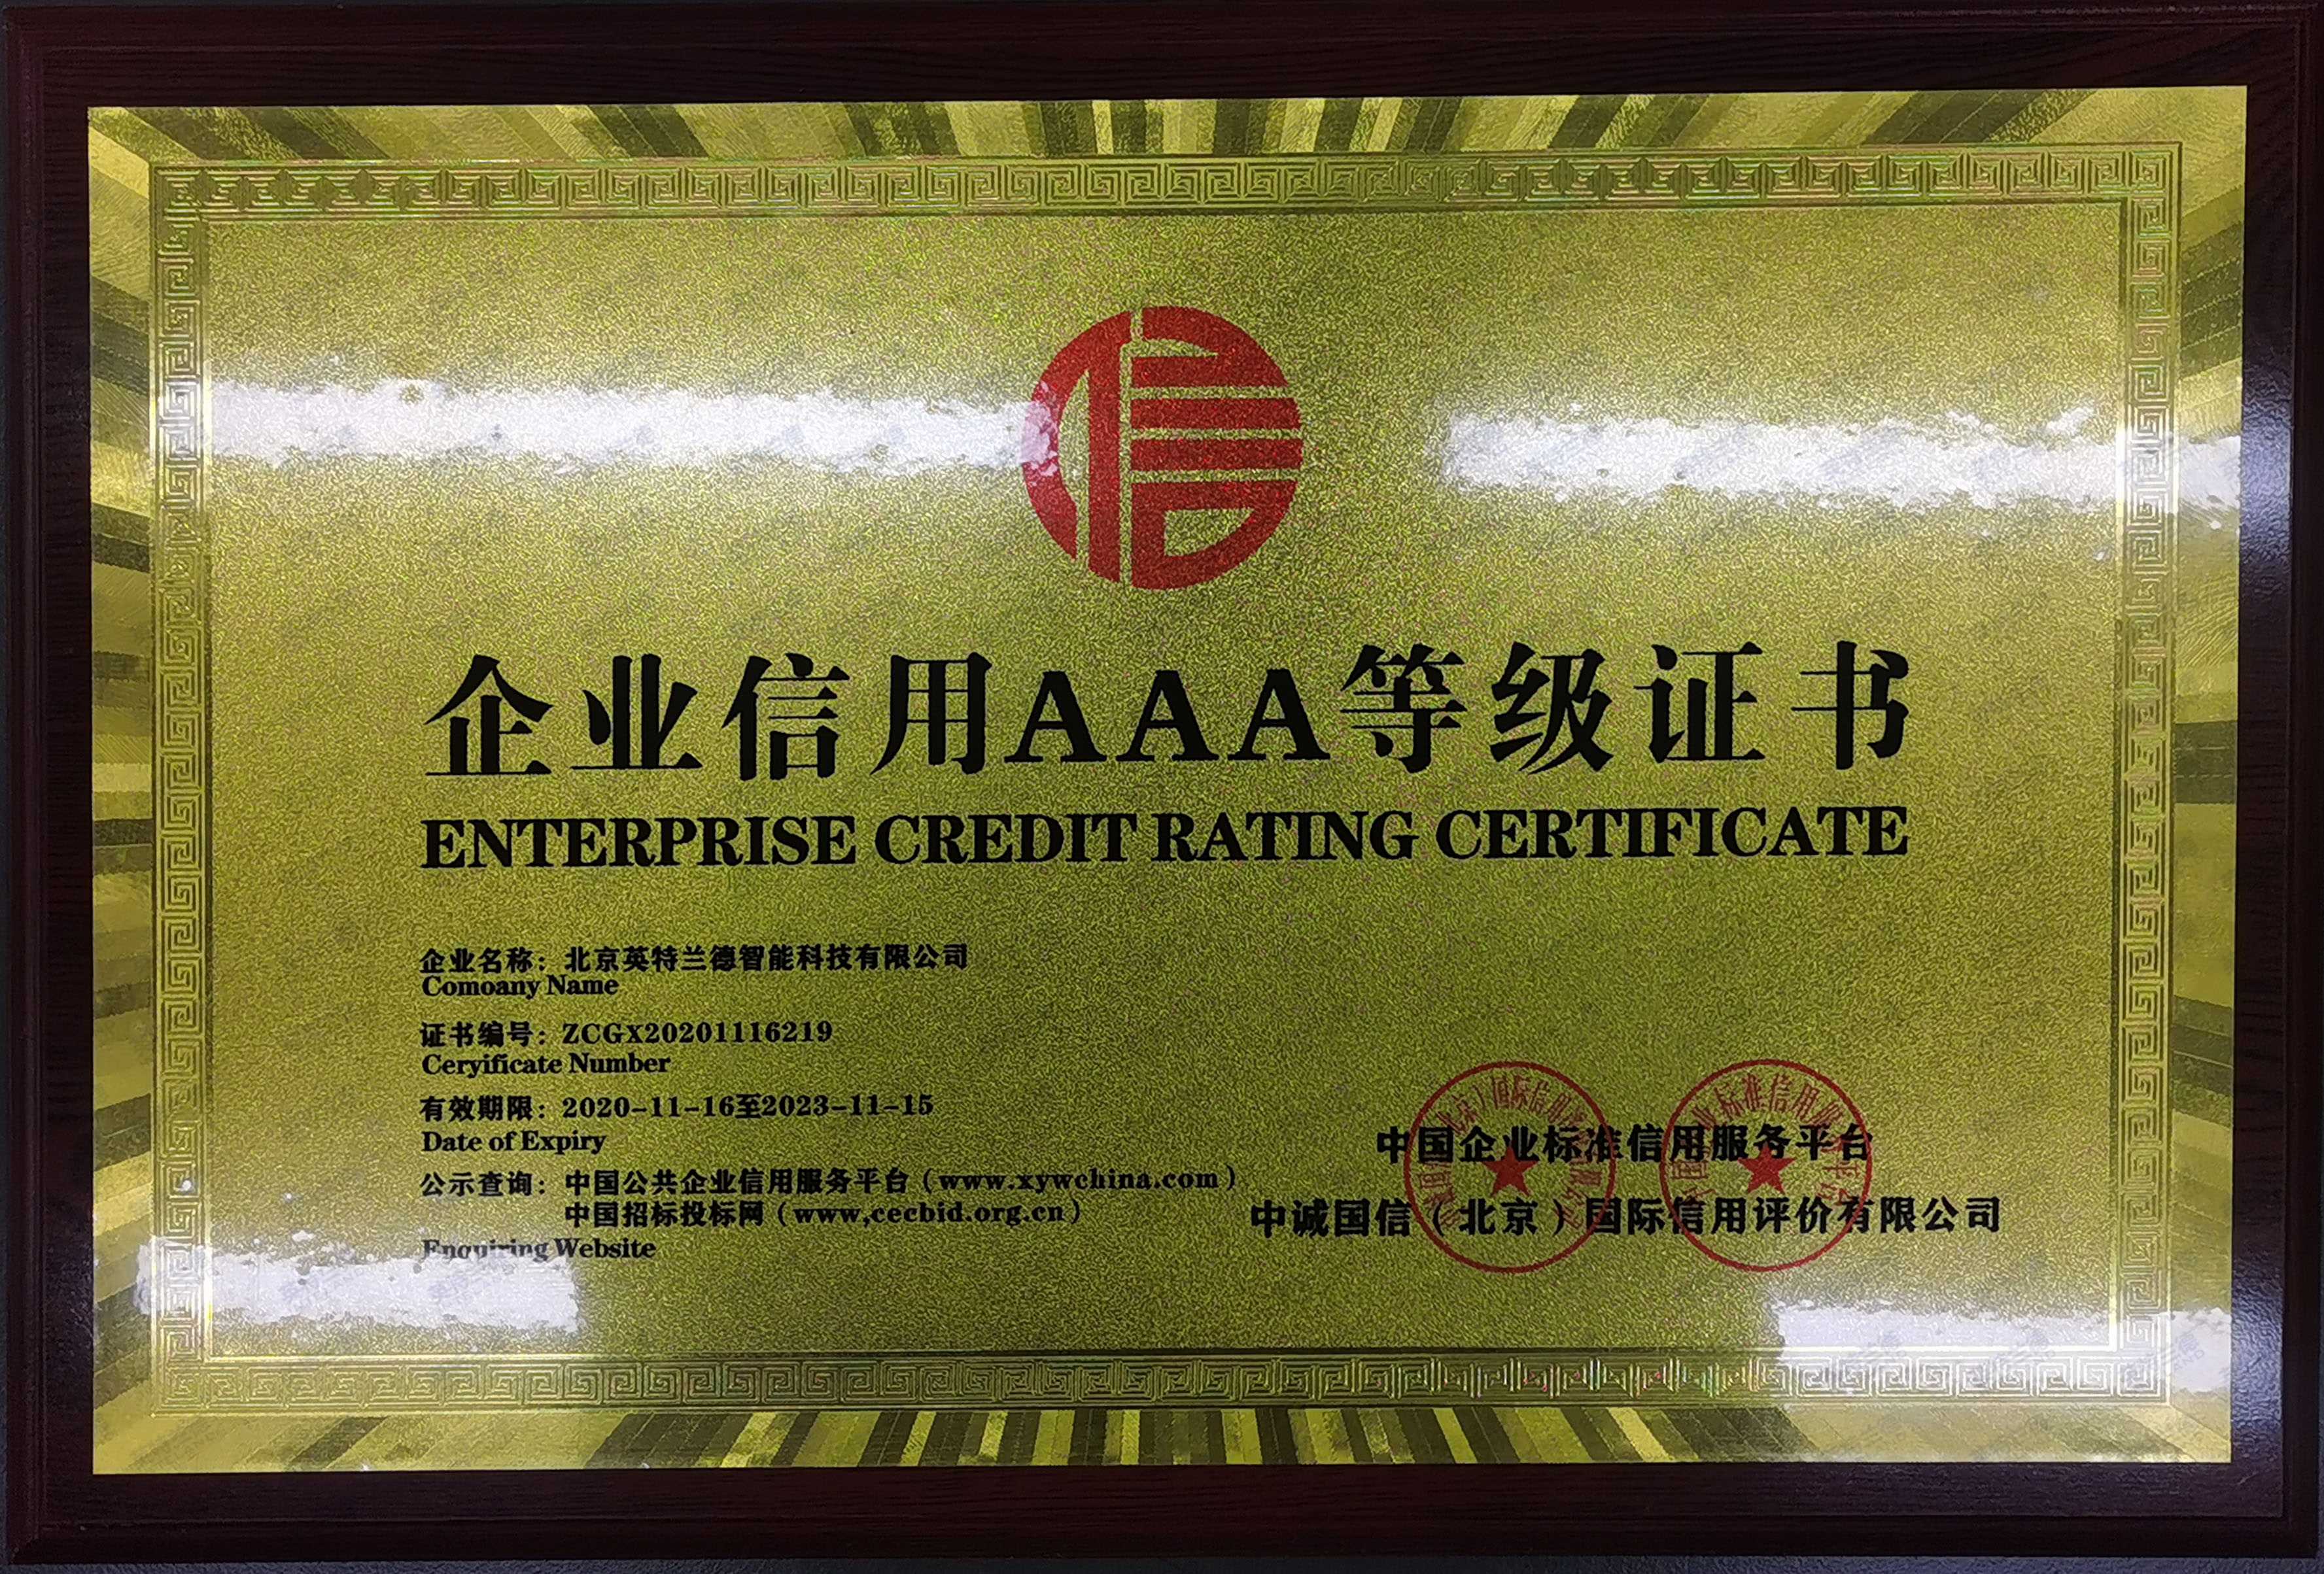 信
企业信用AAA等级证书
ENTERPRISE CREDIT RATING CERTIFICATE
企业名称：北京英特兰德智能科技有限公司
Comoany Name
证书编号：ZCGX20201116219
Ceryificate Number
有效期限：2020-11-16至2023-11-15
Date of Expiry
公示查询：中国公共企业信用服务平台（www.xywchina.com）
中国招标投标网（www,cecbid.org.cn）
Enquiring Website
中国企业标准信用服务平台
中诚国信（北京）国际信用评价有限公司